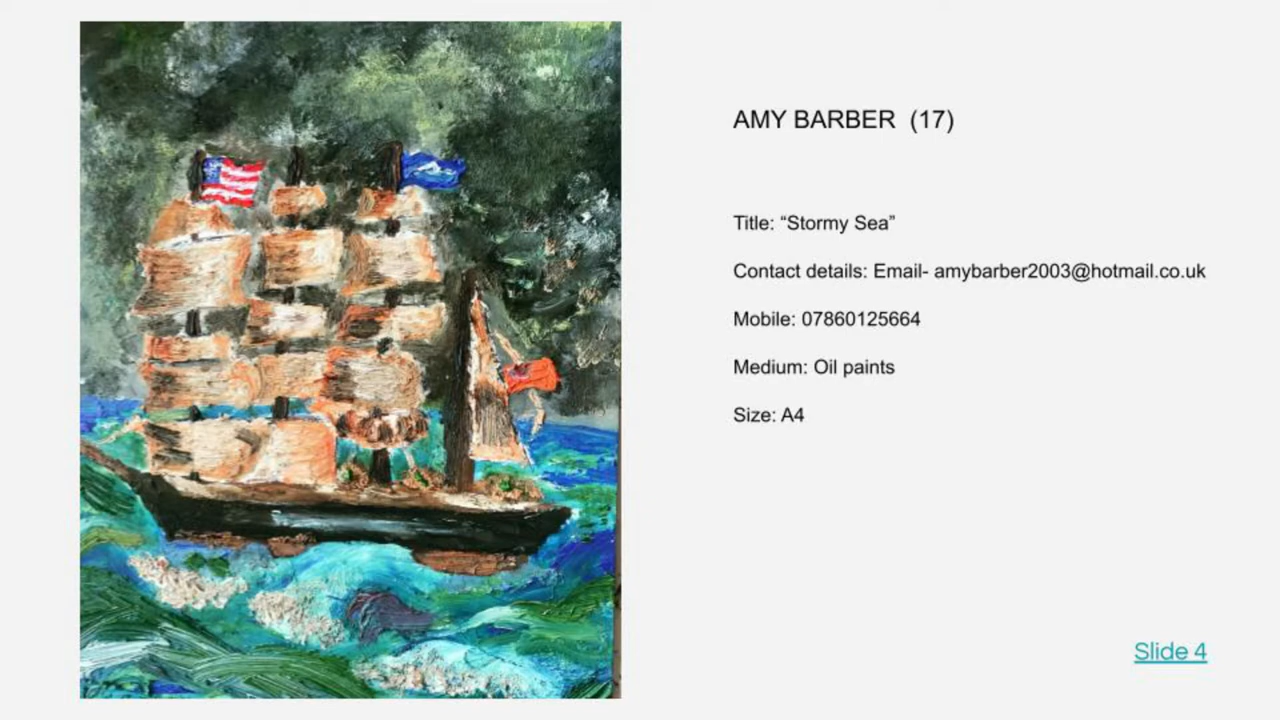 AMY BARBER (17)
Title: “Stormy Sea”
Contact details: Email- amybarber2003@hotmail.co.uk
Mobile: 07860125664
Medium: Oil paints
Size: A4
Slide 4